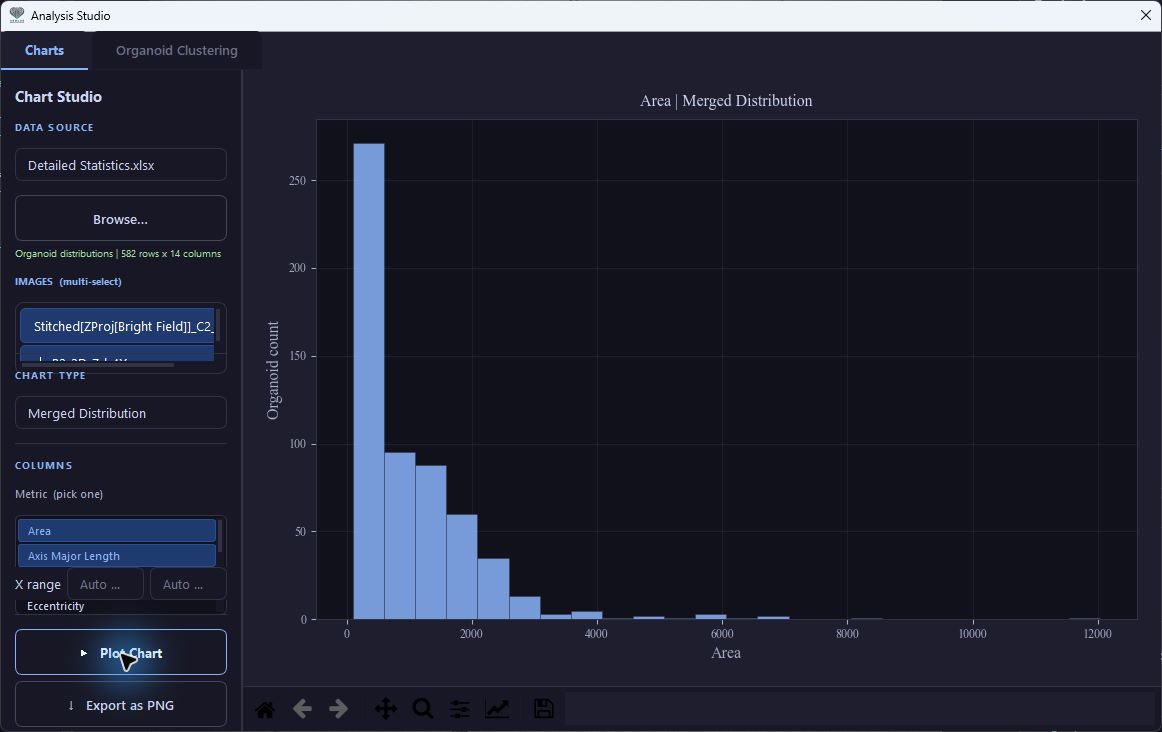 Analysis Studio
Charts
Organoid Clustering
Chart Studio
DATA SOURCE
Detailed Statistics.xlsx
Browse...
Organoid distributions | 582 rows x 14 columns
IMAGES (multi-select)
Stitched[ZProj[Bright Field]]_C2_
CHART TYPE
Merged Distribution
COLUMNS
Metric (pick one)
Area
Axis Major Length
X range
Auto ...
Auto ...
Eccentricity
Plot Chart
Export as PNG
Area | Merged Distribution
Organoid count
250
200
150
100
50
0
0 2000 4000 6000 8000 10000 12000
Area